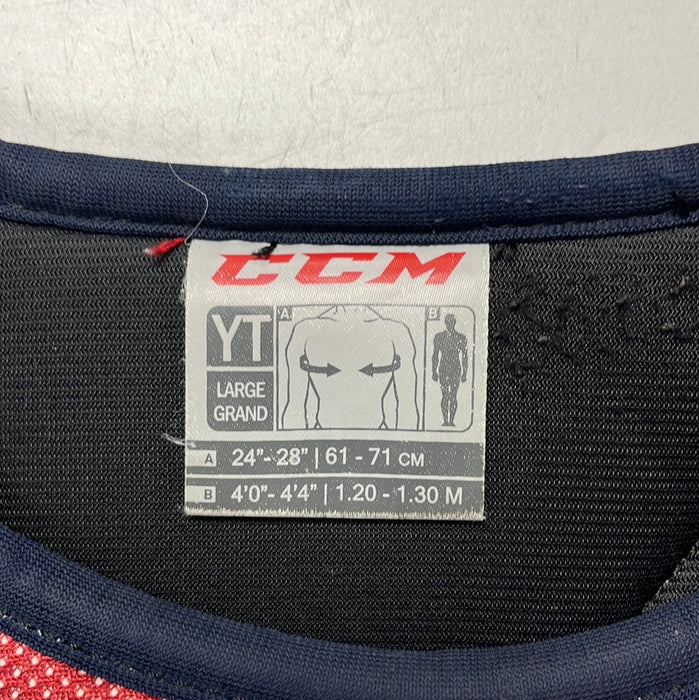 CCM
YT
LARGE
GRAND
A
B
A 24"- 28" | 61 - 71 CM
B 4'0"- 4'4" | 1.20 - 1.30 M